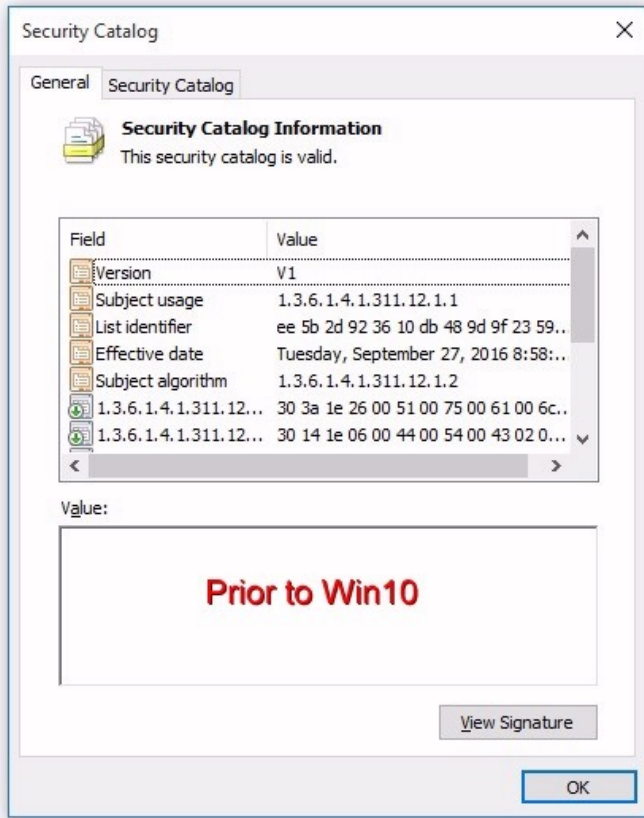 Security Catalog
General Security Catalog
Security Catalog Information
This security catalog is valid.
Field Value
Version V1
Subject usage 1.3.6.1.4.1.311.12.1.1
List identifier ee 5b 2d 92 36 10 db 48 9d 9f 23 59...
Effective date Tuesday, September 27, 2016 8:58:...
Subject algorithm 1.3.6.1.4.1.311.12.1.2
1.3.6.1.4.1.311.12... 30 3a 1e 26 00 51 00 75 00 61 00 6c...
1.3.6.1.4.1.311.12... 30 14 1e 06 00 44 00 54 00 43 02 0...
Value:
Prior to Win10
View Signature
OK